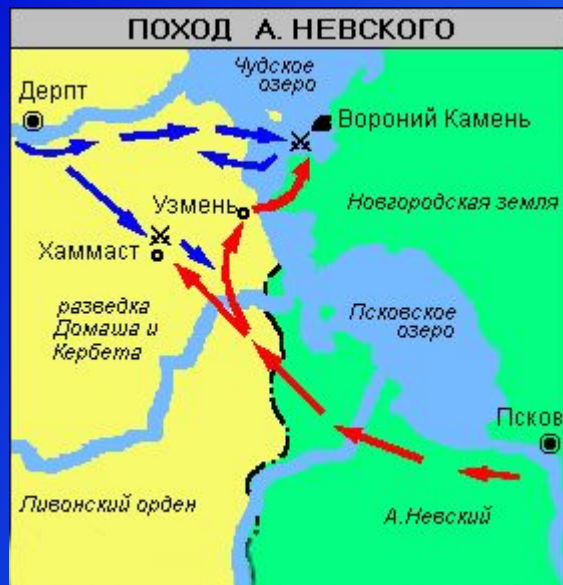 ПОХОД А. НЕВСКОГО
Чудское
озеро
Дерпт
Вороний Камень
Узмень
Новгородская земля
Хаммаст
разведка
Домаша и
Кербета
Псковское
озеро
Псков
Ливонский орден
А.Невский